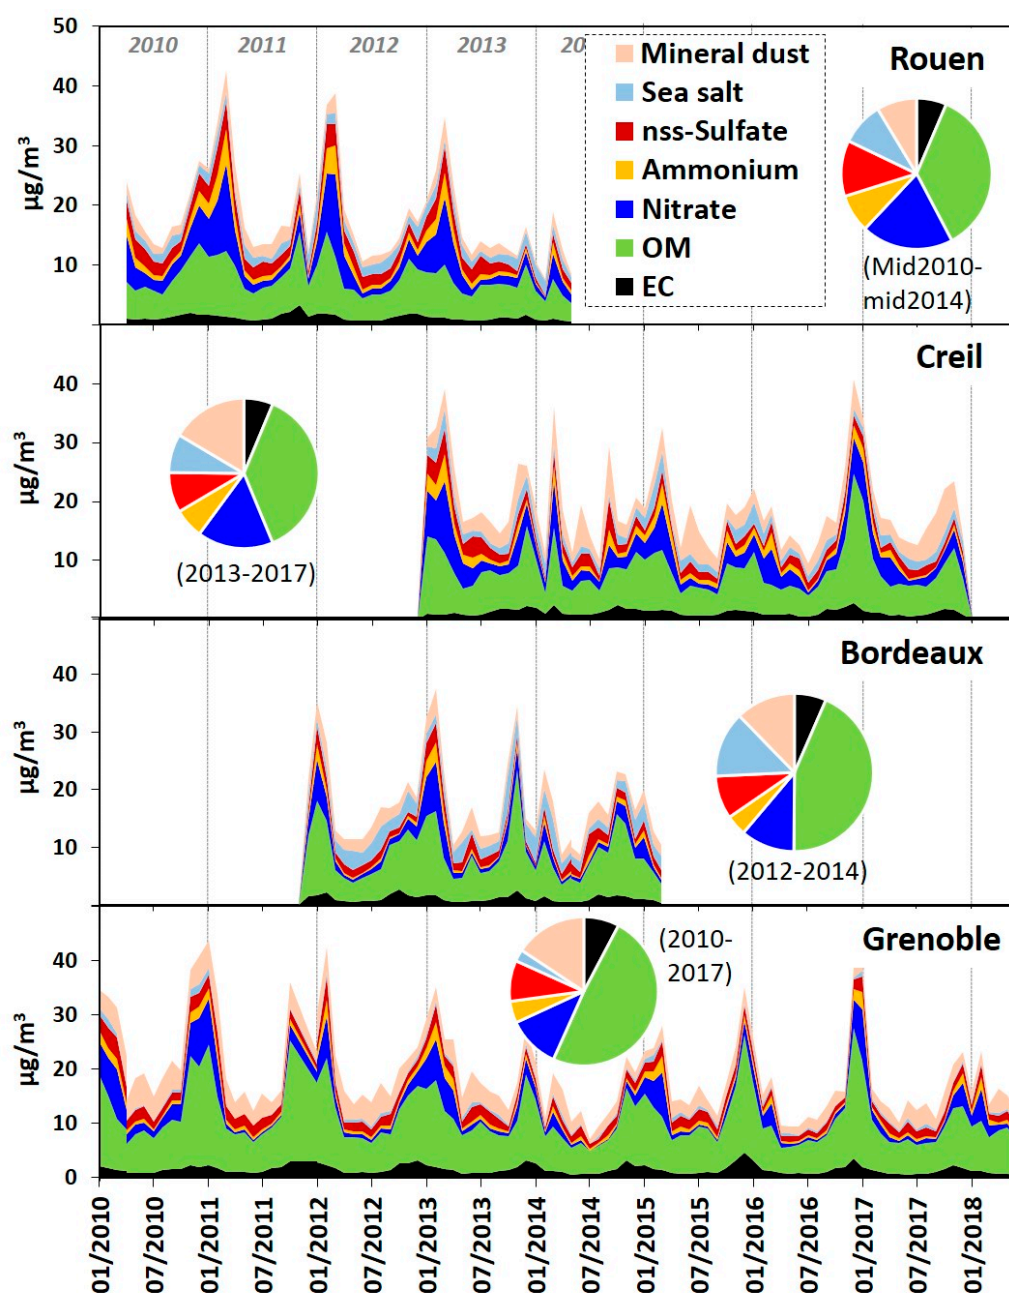 50
2010 2011 2012 2013 20
Mineral dust
Sea salt
nss-Sulfate
Ammonium
Nitrate
OM
EC
Rouen
(Mid2010-
mid2014)
40
30
20
10
µg/m³
Creil
40
30
20
10
µg/m³
(2013-2017)
Bordeaux
40
30
20
10
µg/m³
(2012-2014)
Grenoble
(2010-
2017)
40
30
20
10
0
µg/m³
01/2010
07/2010
01/2011
07/2011
01/2012
07/2012
01/2013
07/2013
01/2014
07/2014
01/2015
07/2015
01/2016
07/2016
01/2017
07/2017
01/2018